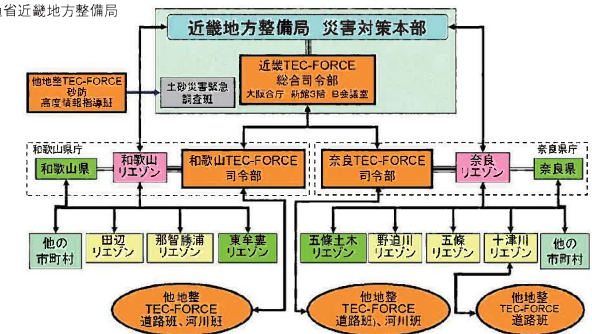 省近畿地方整備局
近畿地方整備局 災害対策本部
近畿TEC-FORCE
総合司令部
大阪合庁 新館3階 B会議室
他地整TEC-FORCE
砂防
高度情報指導班
土砂災害緊急
調査班
和歌山県庁
和歌山県
和歌山
リエゾン
和歌山TEC-FORCE
司令部
奈良TEC-FORCE
司令部
奈良
リエゾン
奈良県庁
奈良県
他の
市町村
田辺
リエゾン
那智勝浦
リエゾン
東牟婁
リエゾン
五條土木
リエゾン
野迫川
リエゾン
五條
リエゾン
十津川
リエゾン
他の
市町村
他地整
TEC-FORCE
道路班、河川班
他地整
TEC-FORCE
道路班、河川班
他地整
TEC-FORCE
道路班